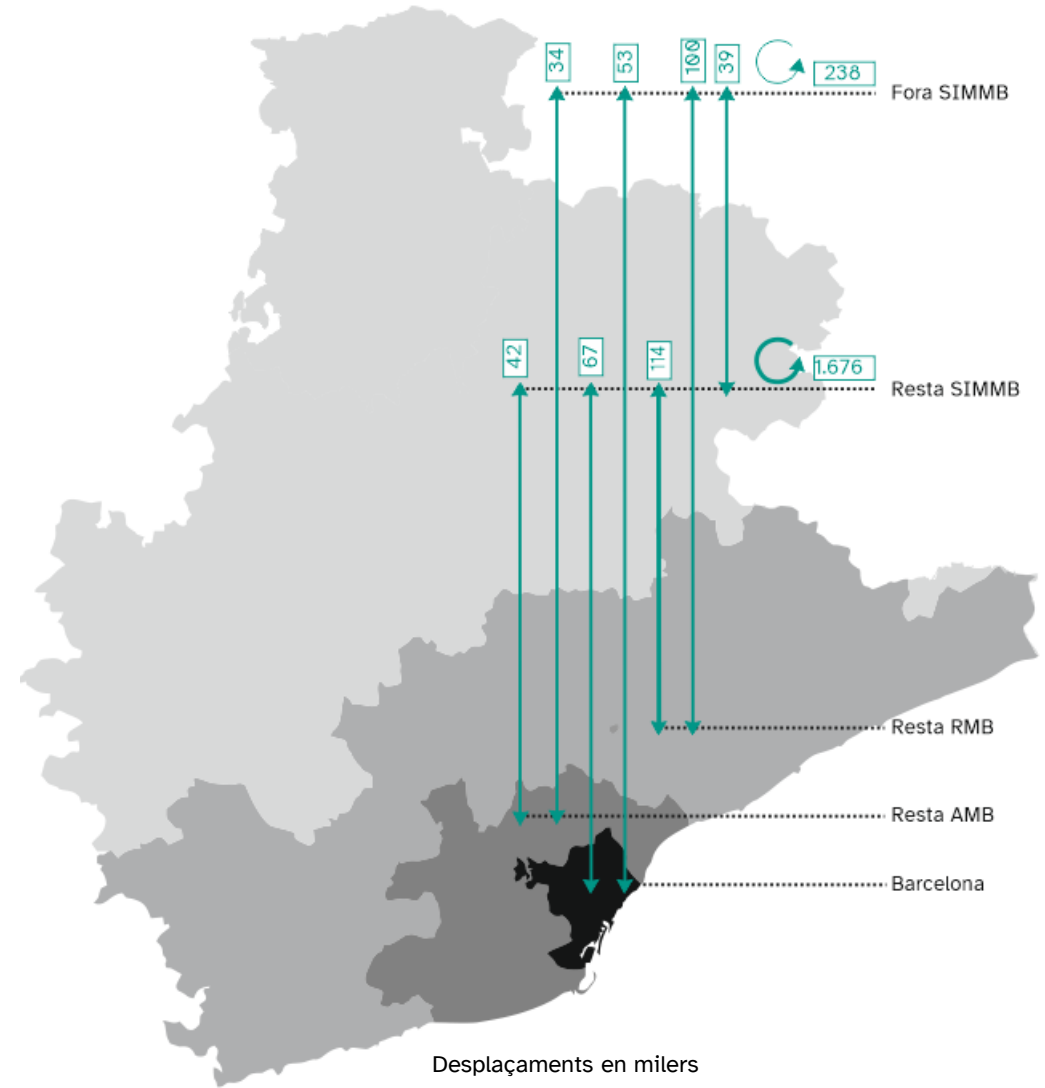 34
53
100
39
238
Fora SIMMB
42
67
114
1.676
Resta SIMMB
Resta RMB
Resta AMB
Barcelona
Desplaçaments en milers